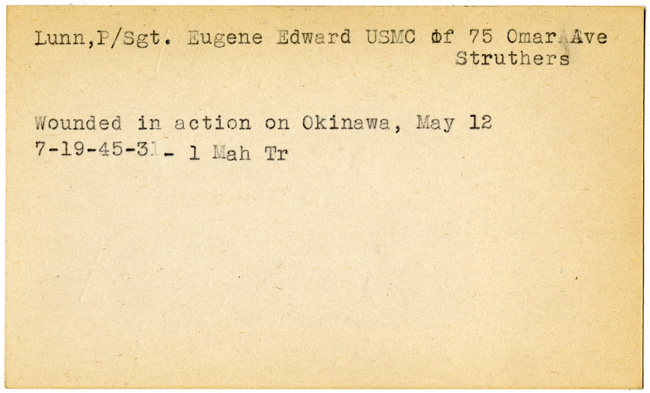 Lunn,P/Sgt. Eugene Edward USMC of 75 Omar Ave
Struthers
Wounded in action on Okinawa, May 12
7-19-45-31- 1 Mah Tr